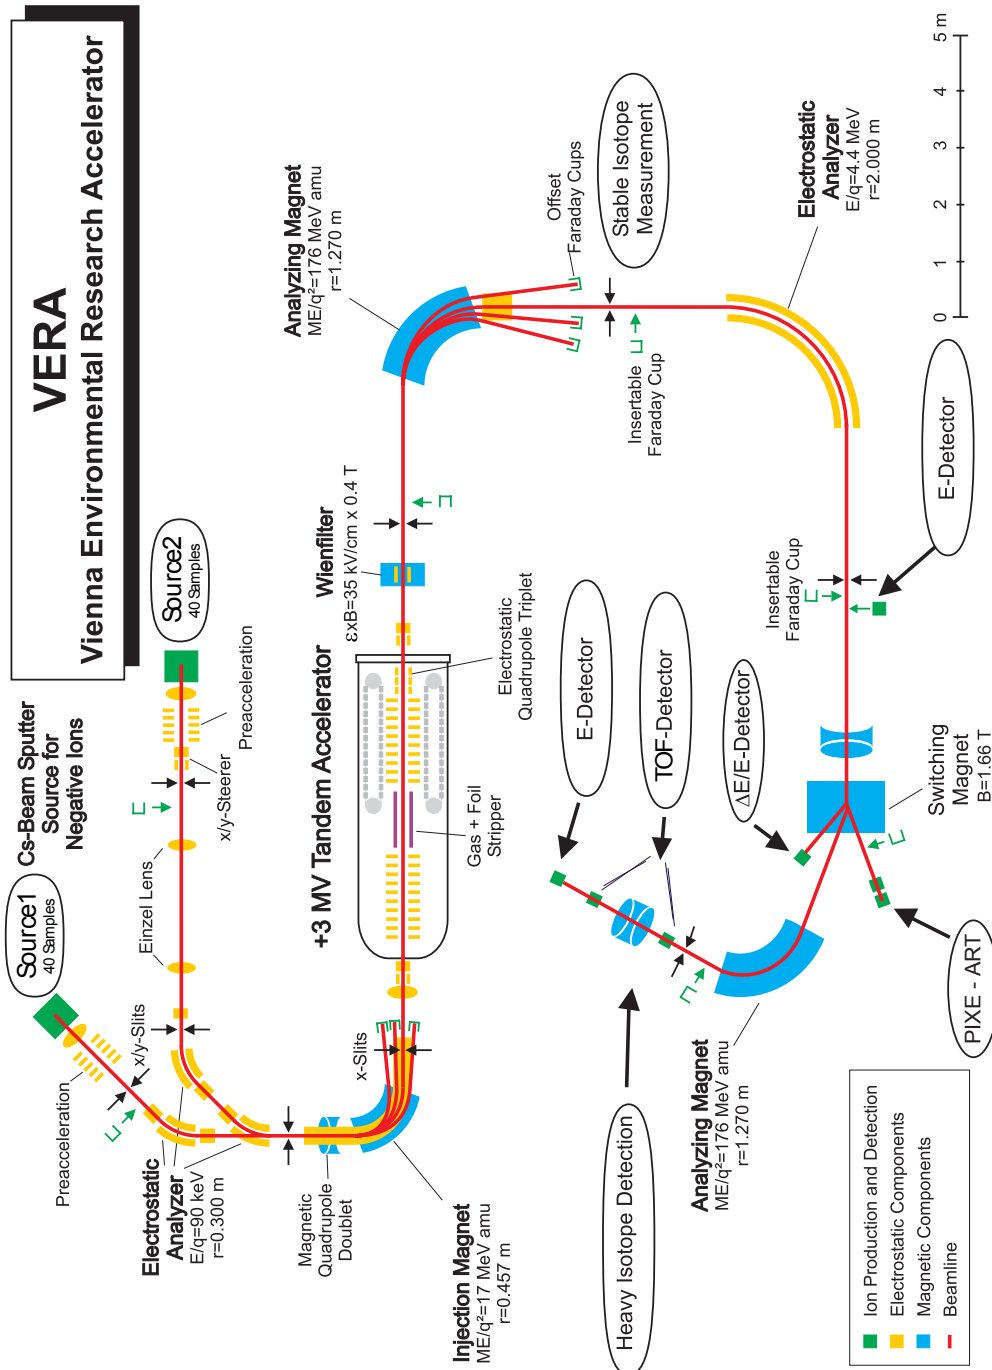 VERA
Vienna Environmental Research Accelerator
Source1
40 Samples
Cs-Beam Sputter
Source for
Negative Ions
Source2
40 Samples
Preacceleration
x/y-Slits
Einzel Lens
x/y-Steerer
Preacceleration
Electrostatic
Analyzer
E/q=90 keV
r=0.300 m
Magnetic
Quadrupole
Doublet
Injection Magnet
ME/q²=17 MeV amu
r=0.457 m
x-Slits
+3 MV Tandem Accelerator
Gas + Foil
Stripper
Electrostatic
Quadrupole Triplet
Wienfilter
εxB=35 kV/cm x 0.4 T
Analyzing Magnet
ME/q²=176 MeV amu
r=1.270 m
Offset
Faraday Cups
Stable Isotope
Measurement
Insertable
Faraday Cup
Electrostatic
Analyzer
E/q=4.4 MeV
r=2.000 m
0 1 2 3 4 5 m
E-Detector
Insertable
Faraday Cup
Switching
Magnet
B=1.66 T
ΔE/E-Detector
TOF-Detector
E-Detector
PIXE - ART
Analyzing Magnet
ME/q²=176 MeV amu
r=1.270 m
Heavy Isotope Detection
Ion Production and Detection
Electrostatic Components
Magnetic Components
Beamline